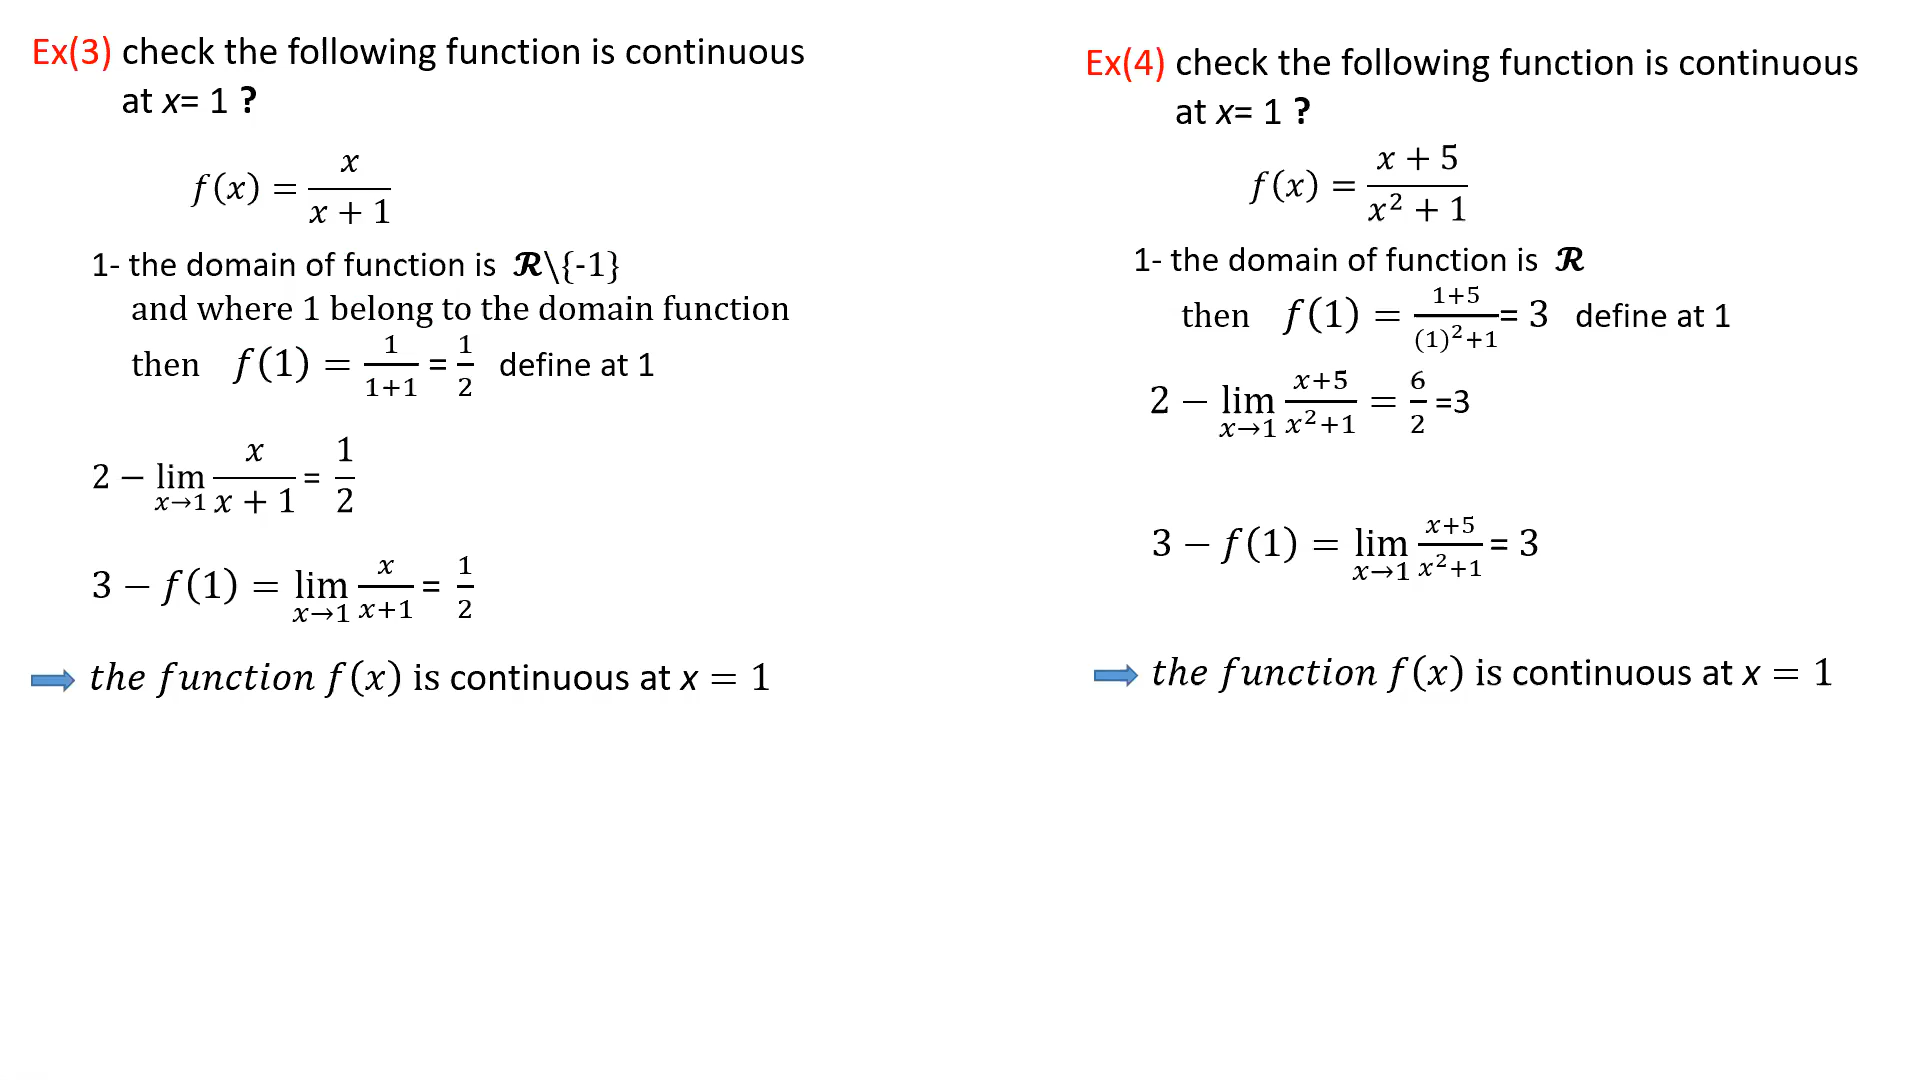 Ex(3) check the following function is continuous
at x= 1 ?
f(x) = x / (x + 1)
1- the domain of function is ℛ\{-1}
and where 1 belong to the domain function
then f(1) = 1/(1+1) = 1/2 define at 1
2 − lim x→1 x/(x + 1) = 1/2
3 − f(1) = lim x→1 x/(x+1) = 1/2
the function f(x) is continuous at x = 1
Ex(4) check the following function is continuous
at x= 1 ?
f(x) = (x + 5) / (x² + 1)
1- the domain of function is ℛ
then f(1) = (1+5)/((1)²+1) = 3 define at 1
2 − lim x→1 (x+5)/(x²+1) = 6/2 =3
3 − f(1) = lim x→1 (x+5)/(x²+1) = 3
the function f(x) is continuous at x = 1